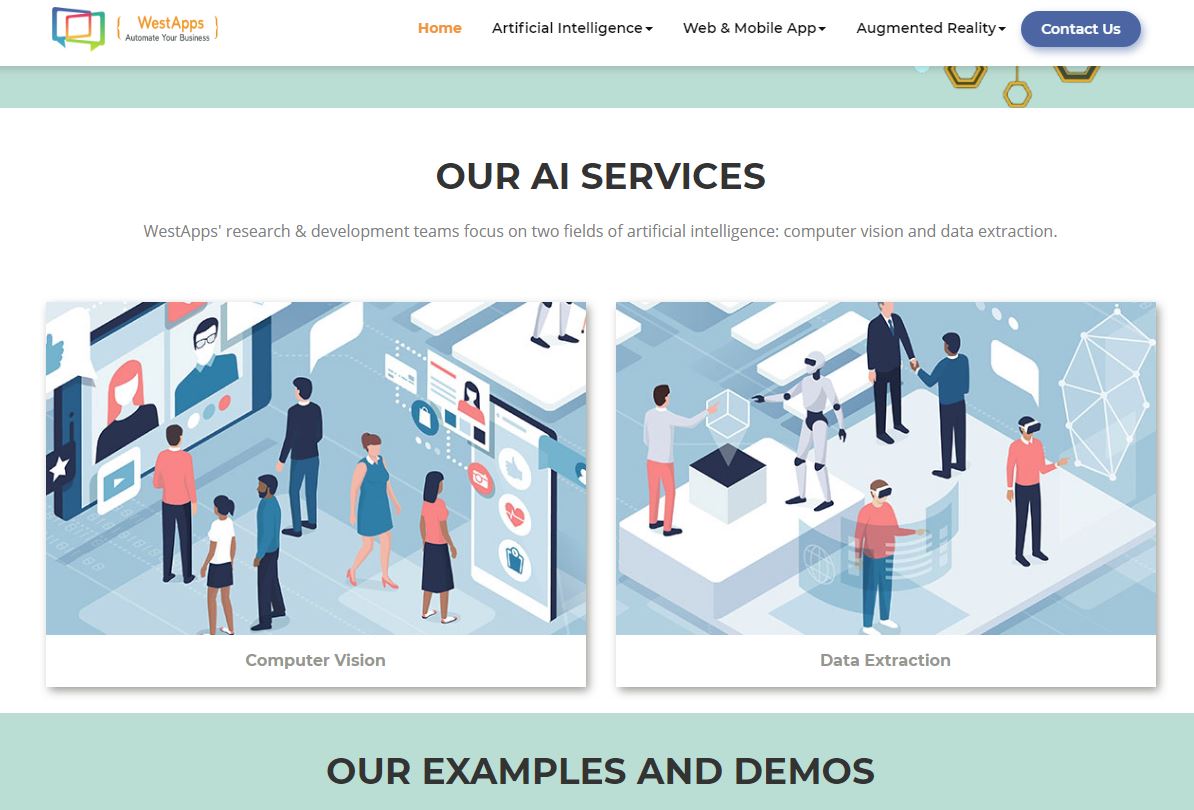 { WestApps }
Automate Your Business
Home
Artificial Intelligence
Web & Mobile App
Augmented Reality
Contact Us
OUR AI SERVICES
WestApps' research & development teams focus on two fields of artificial intelligence: computer vision and data extraction.
Computer Vision
Data Extraction
OUR EXAMPLES AND DEMOS